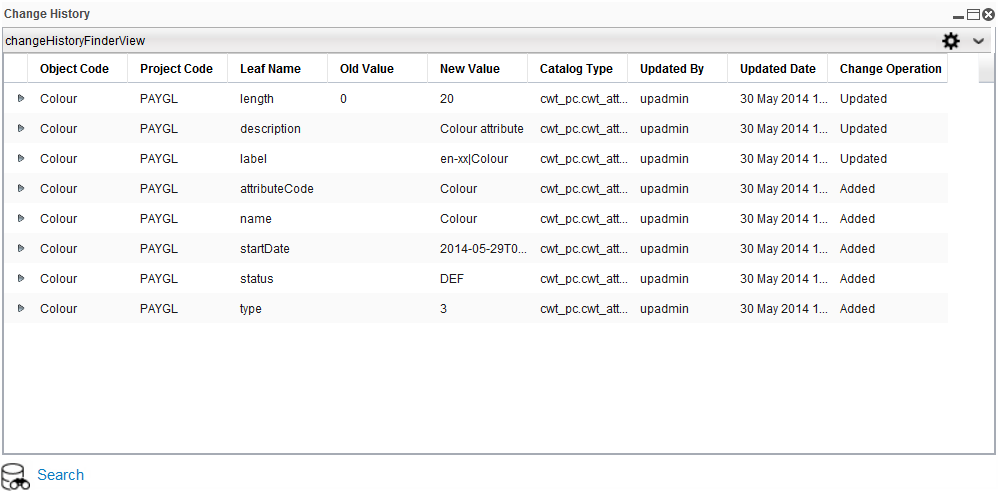 Change History
changeHistoryFinderView
Object Code Project Code Leaf Name Old Value New Value Catalog Type Updated By Updated Date Change Operation
Colour PAYGL length 0 20 cwt_pc.cwt_att... upadmin 30 May 2014 1... Updated
Colour PAYGL description Colour attribute cwt_pc.cwt_att... upadmin 30 May 2014 1... Updated
Colour PAYGL label en-xx|Colour cwt_pc.cwt_att... upadmin 30 May 2014 1... Updated
Colour PAYGL attributeCode Colour cwt_pc.cwt_att... upadmin 30 May 2014 1... Added
Colour PAYGL name Colour cwt_pc.cwt_att... upadmin 30 May 2014 1... Added
Colour PAYGL startDate 2014-05-29T0... cwt_pc.cwt_att... upadmin 30 May 2014 1... Added
Colour PAYGL status DEF cwt_pc.cwt_att... upadmin 30 May 2014 1... Added
Colour PAYGL type 3 cwt_pc.cwt_att... upadmin 30 May 2014 1... Added
Search